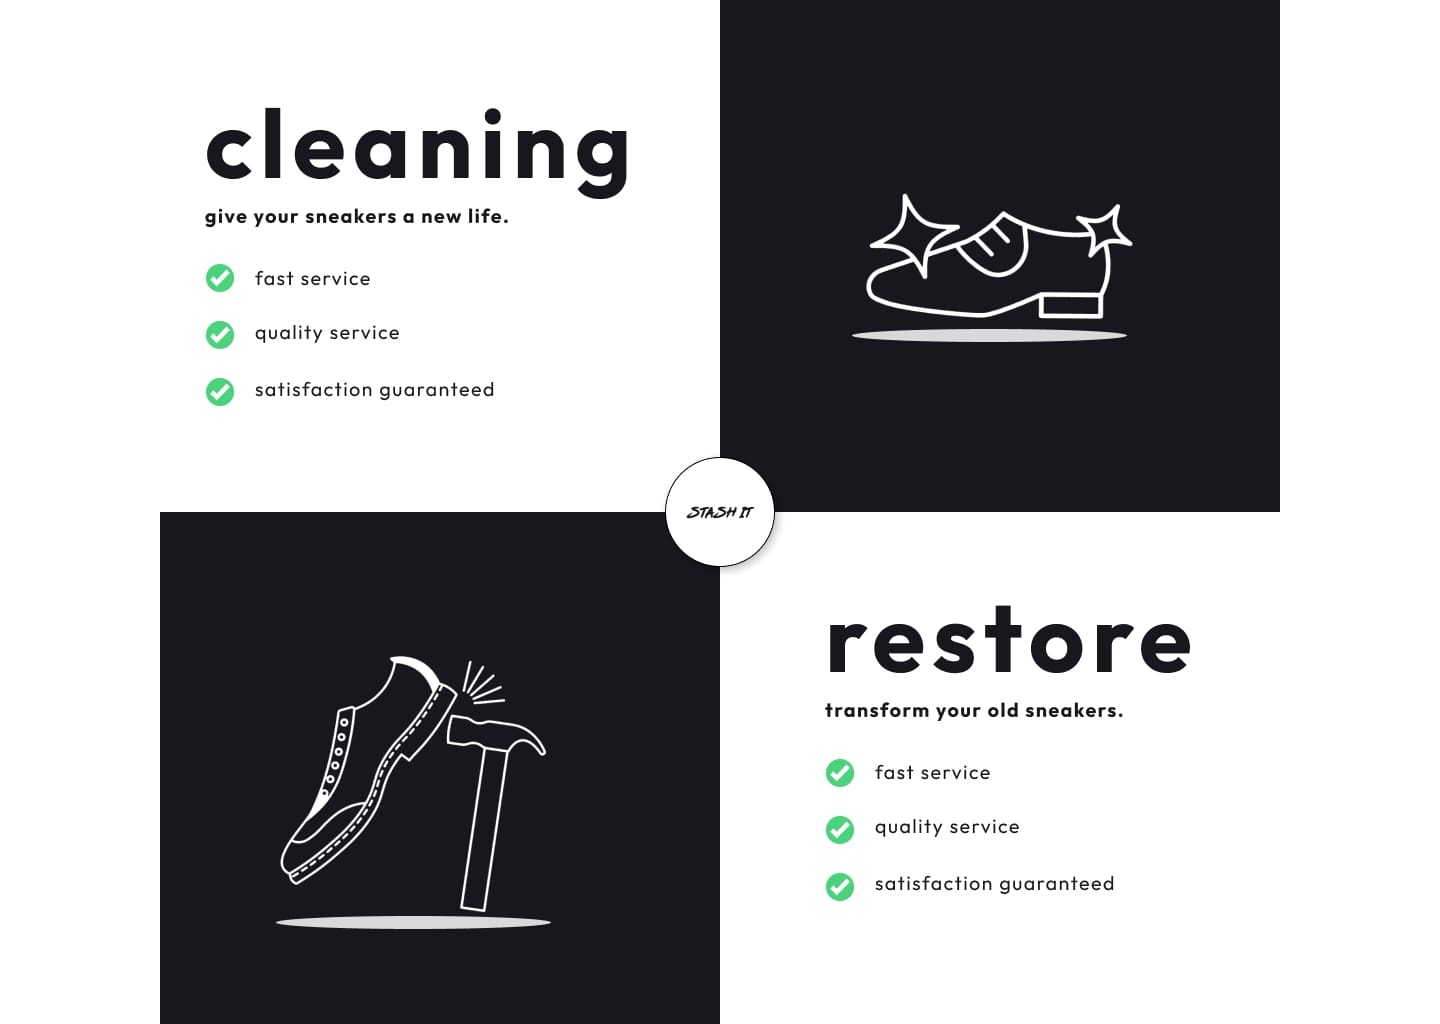 cleaning
give your sneakers a new life.
fast service
quality service
satisfaction guaranteed
STASH IT
restore
transform your old sneakers.
fast service
quality service
satisfaction guaranteed